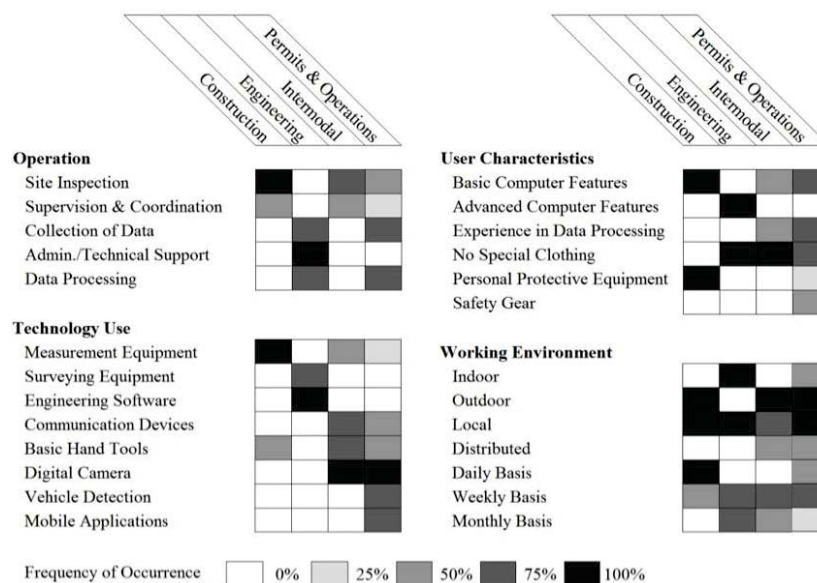 Construction
Engineering
Intermodal
Permits & Operations
Operation
Site Inspection
Supervision & Coordination
Collection of Data
Admin./Technical Support
Data Processing
Technology Use
Measurement Equipment
Surveying Equipment
Engineering Software
Communication Devices
Basic Hand Tools
Digital Camera
Vehicle Detection
Mobile Applications
Construction
Engineering
Intermodal
Permits & Operations
User Characteristics
Basic Computer Features
Advanced Computer Features
Experience in Data Processing
No Special Clothing
Personal Protective Equipment
Safety Gear
Working Environment
Indoor
Outdoor
Local
Distributed
Daily Basis
Weekly Basis
Monthly Basis
Frequency of Occurrence 0% 25% 50% 75% 100%